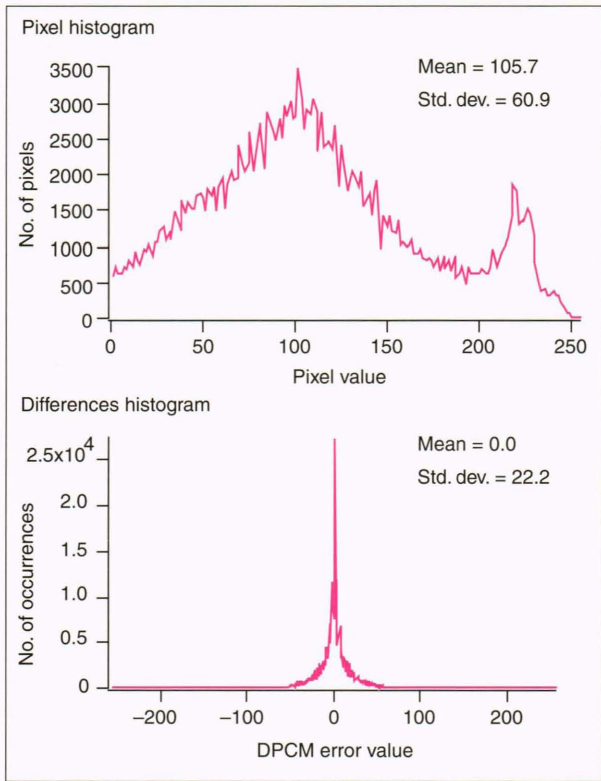 Pixel histogram
Mean = 105.7
Std. dev. = 60.9
No. of pixels
3500
3000
2500
2000
1500
1000
500
0
0 50 100 150 200 250
Pixel value
Differences histogram
Mean = 0.0
Std. dev. = 22.2
No. of occurrences
2.5x10⁴
2.0
1.5
1.0
0.5
0
−200 −100 0 100 200
DPCM error value